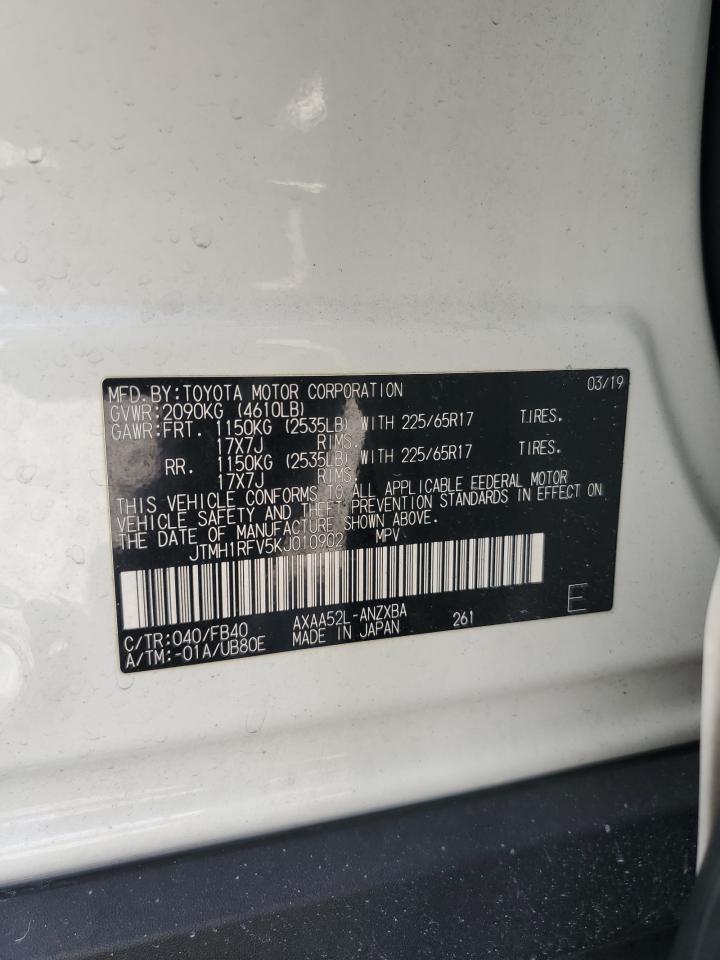 MFD.BY:TOYOTA MOTOR CORPORATION 03/19
GVWR:2090KG (4610LB)
GAWR:FRT. 1150KG (2535LB) WITH 225/65R17 TIRES.
17X7J RIMS.
RR. 1150KG (2535LB) WITH 225/65R17 TIRES.
17X7J RIMS.
THIS VEHICLE CONFORMS TO ALL APPLICABLE FEDERAL MOTOR
VEHICLE SAFETY AND THEFT PREVENTION STANDARDS IN EFFECT ON
THE DATE OF MANUFACTURE SHOWN ABOVE.
JTMH1RFV5KJ010902 MPV
C/TR:040/FB40 AXAA52L-ANZXBA 261 E
A/TM:-01A/UB80E MADE IN JAPAN